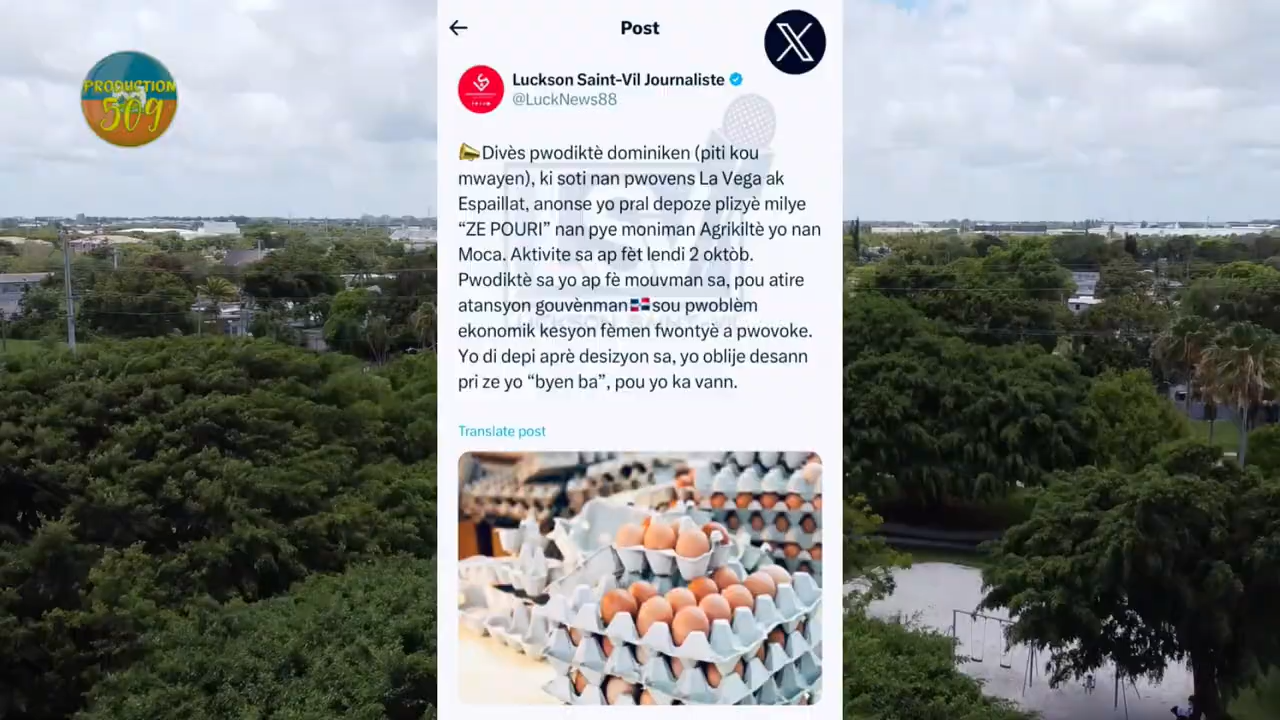 PRODUCTION
509
Post
Luckson Saint-Vil Journaliste
@LuckNews88
Divès pwodiktè dominiken (piti kou
mwayen), ki soti nan pwovens La Vega ak
Espaillat, anonse yo pral depoze plizyè milye
“ZE POURI” nan pye moniman Agrikiltè yo nan
Moca. Aktivite sa ap fèt lendi 2 oktòb.
Pwodiktè sa yo ap fè mouvman sa, pou atire
atansyon gouvènman sou pwoblèm
ekonomik kesyon fèmen fwontyè a pwovoke.
Yo di depi aprè desizyon sa, yo oblije desann
pri ze yo “byen ba”, pou yo ka vann.
Translate post